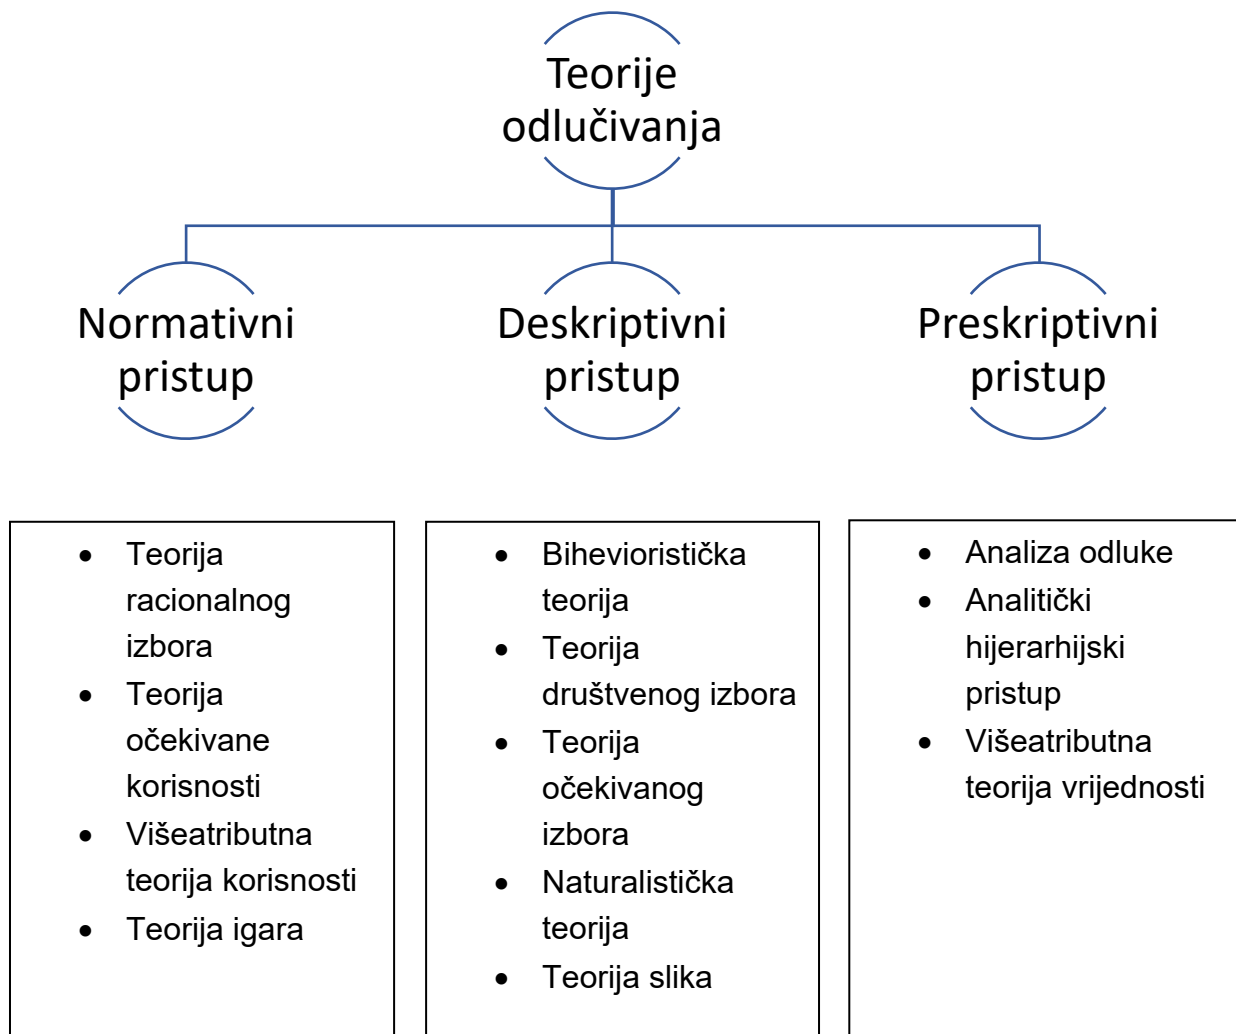 Teorije
odlučivanja
Normativni
pristup
Deskriptivni
pristup
Preskriptivni
pristup
• Teorija
racionalnog
izbora
• Teorija
očekivane
korisnosti
• Višeatributna
teorija korisnosti
• Teorija igara
• Bihevioristička
teorija
• Teorija
društvenog izbora
• Teorija
očekivanog
izbora
• Naturalistička
teorija
• Teorija slika
• Analiza odluke
• Analitički
hijerarhijski
pristup
• Višeatributna
teorija vrijednosti